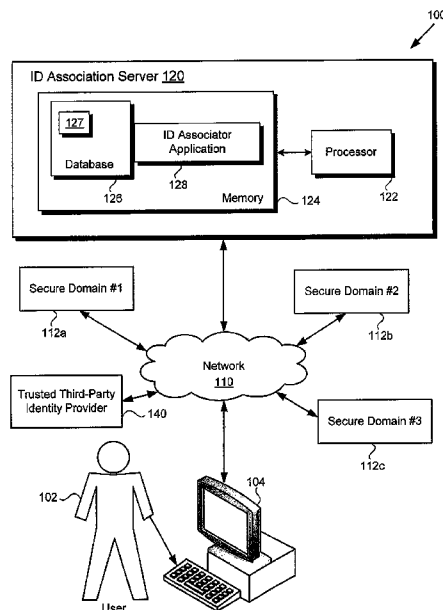 100
ID Association Server 120
127
Database
ID Associator
Application
Processor
126
128
Memory
124
122
Secure Domain #1
112a
Secure Domain #2
112b
Network
110
Trusted Third-Party
Identity Provider
140
Secure Domain #3
112c
102
104
User